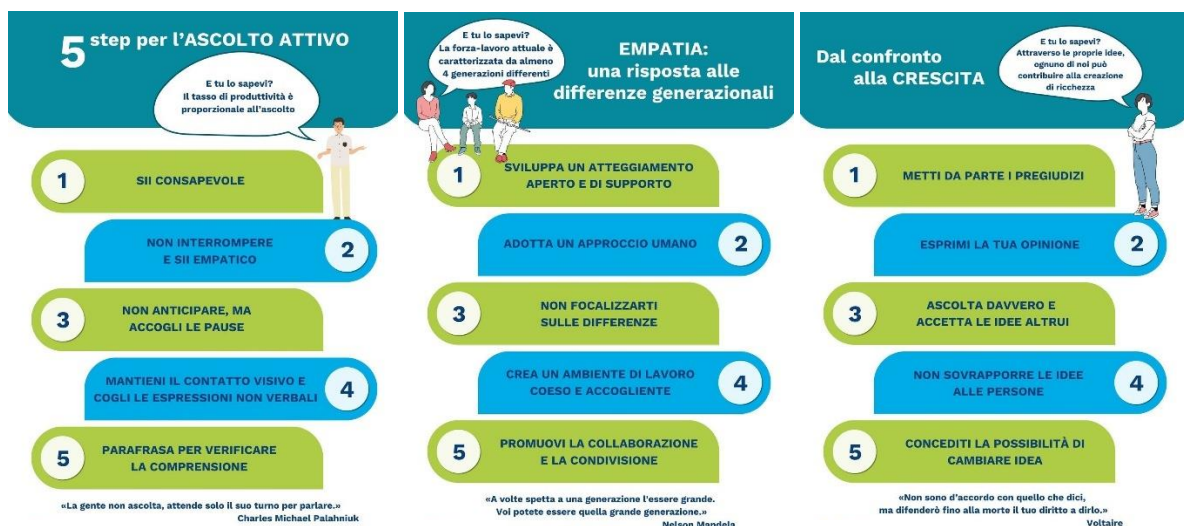 5 step per l'ASCOLTO ATTIVO
E tu lo sapevi?
Il tasso di produttività è
proporzionale all'ascolto
1
SII CONSAPEVOLE
NON INTERROMPERE
E SII EMPATICO
2
3
NON ANTICIPARE, MA
ACCOGLI LE PAUSE
MANTIENI IL CONTATTO VISIVO E
COGLI LE ESPRESSIONI NON VERBALI
4
5
PARAFRASA PER VERIFICARE
LA COMPRENSIONE
«La gente non ascolta, attende solo il suo turno per parlare.»
Charles Michael Palahniuk
E tu lo sapevi?
La forza-lavoro attuale è
caratterizzata da almeno
4 generazioni differenti
EMPATIA:
una risposta alle
differenze generazionali
1
SVILUPPA UN ATTEGGIAMENTO
APERTO E DI SUPPORTO
ADOTTA UN APPROCCIO UMANO
2
3
NON FOCALIZZARTI
SULLE DIFFERENZE
CREA UN AMBIENTE DI LAVORO
COESO E ACCOGLIENTE
4
5
PROMUOVI LA COLLABORAZIONE
E LA CONDIVISIONE
«A volte spetta a una generazione l'essere grande.
Voi potete essere quella grande generazione.»
Nelson Mandela
Dal confronto
alla CRESCITA
E tu lo sapevi?
Attraverso le proprie idee,
ognuno di noi può
contribuire alla creazione
di ricchezza
1
METTI DA PARTE I PREGIUDIZI
ESPRIMI LA TUA OPINIONE
2
3
ASCOLTA DAVVERO E
ACCETTA LE IDEE ALTRUI
NON SOVRAPPORRE LE IDEE
ALLE PERSONE
4
5
CONCEDITI LA POSSIBILITÀ DI
CAMBIARE IDEA
«Non sono d'accordo con quello che dici,
ma difenderò fino alla morte il tuo diritto a dirlo.»
Voltaire